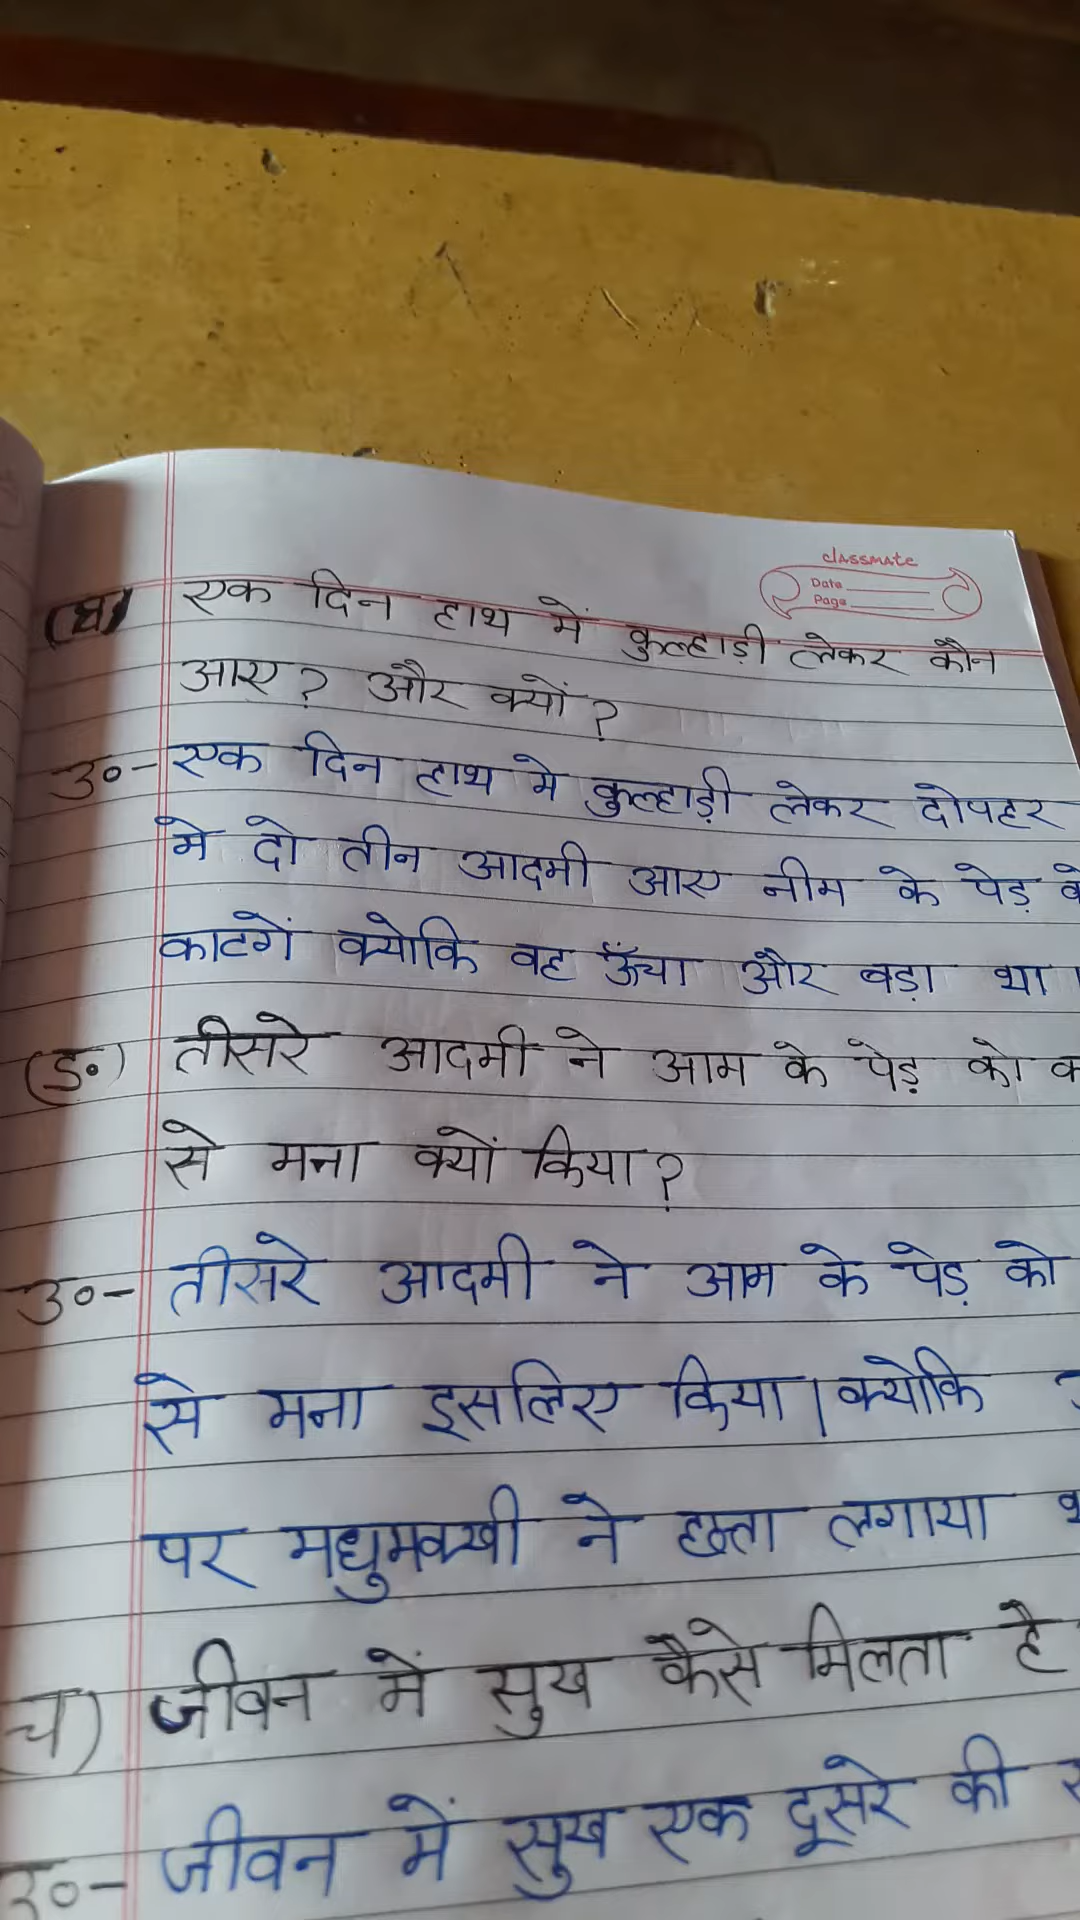 classmate
Date
Page
(घ) एक दिन हाथ में कुल्हाड़ी लेकर कौन
आए? और क्यों?
उ०- एक दिन हाथ मे कुल्हाड़ी लेकर दोपहर
मे दो तीन आदमी आए नीम के पेड़
काटगें क्योकि वह ऊँचा और बड़ा था।
(ड०) तीसरे आदमी ने आम के पेड़ को
से मना क्यों किया?
उ०- तीसरे आदमी ने आम के पेड़ को
से मना इसलिए किया। क्योकि
पर मधुमक्खी ने छत्ता लगाया
च) जीवन में सुख कैसे मिलता है
उ०- जीवन में सुख एक दूसरे की